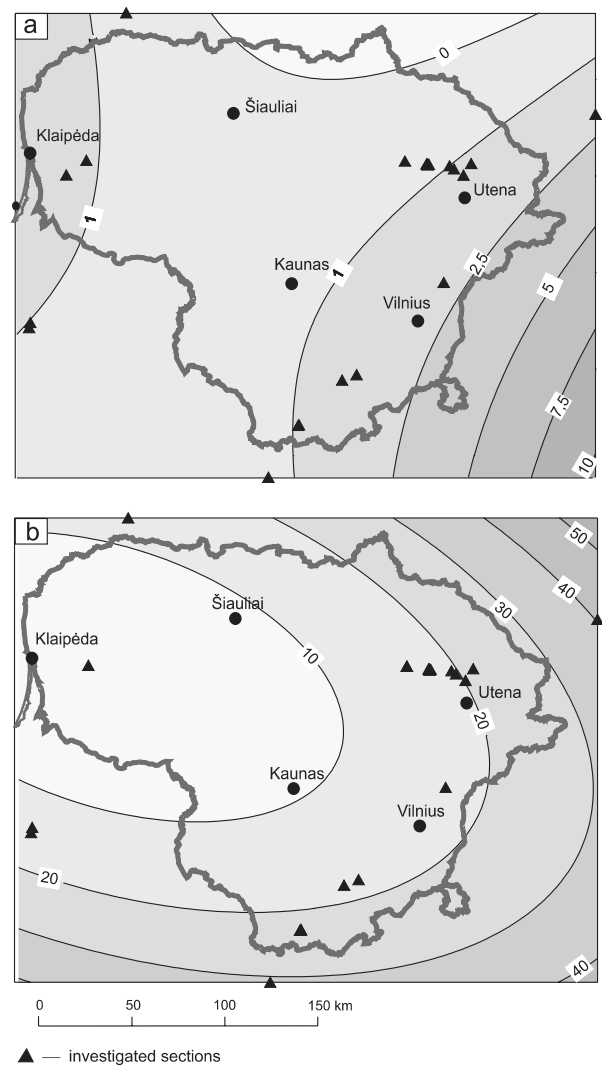 a
0
1
Šiauliai
Klaipėda
1
Utena
Kaunas
1
2,5
5
Vilnius
7,5
10
b
50
40
30
Šiauliai
Klaipėda
10
Utena
20
Kaunas
Vilnius
20
40
0 50 100 150 km
— investigated sections